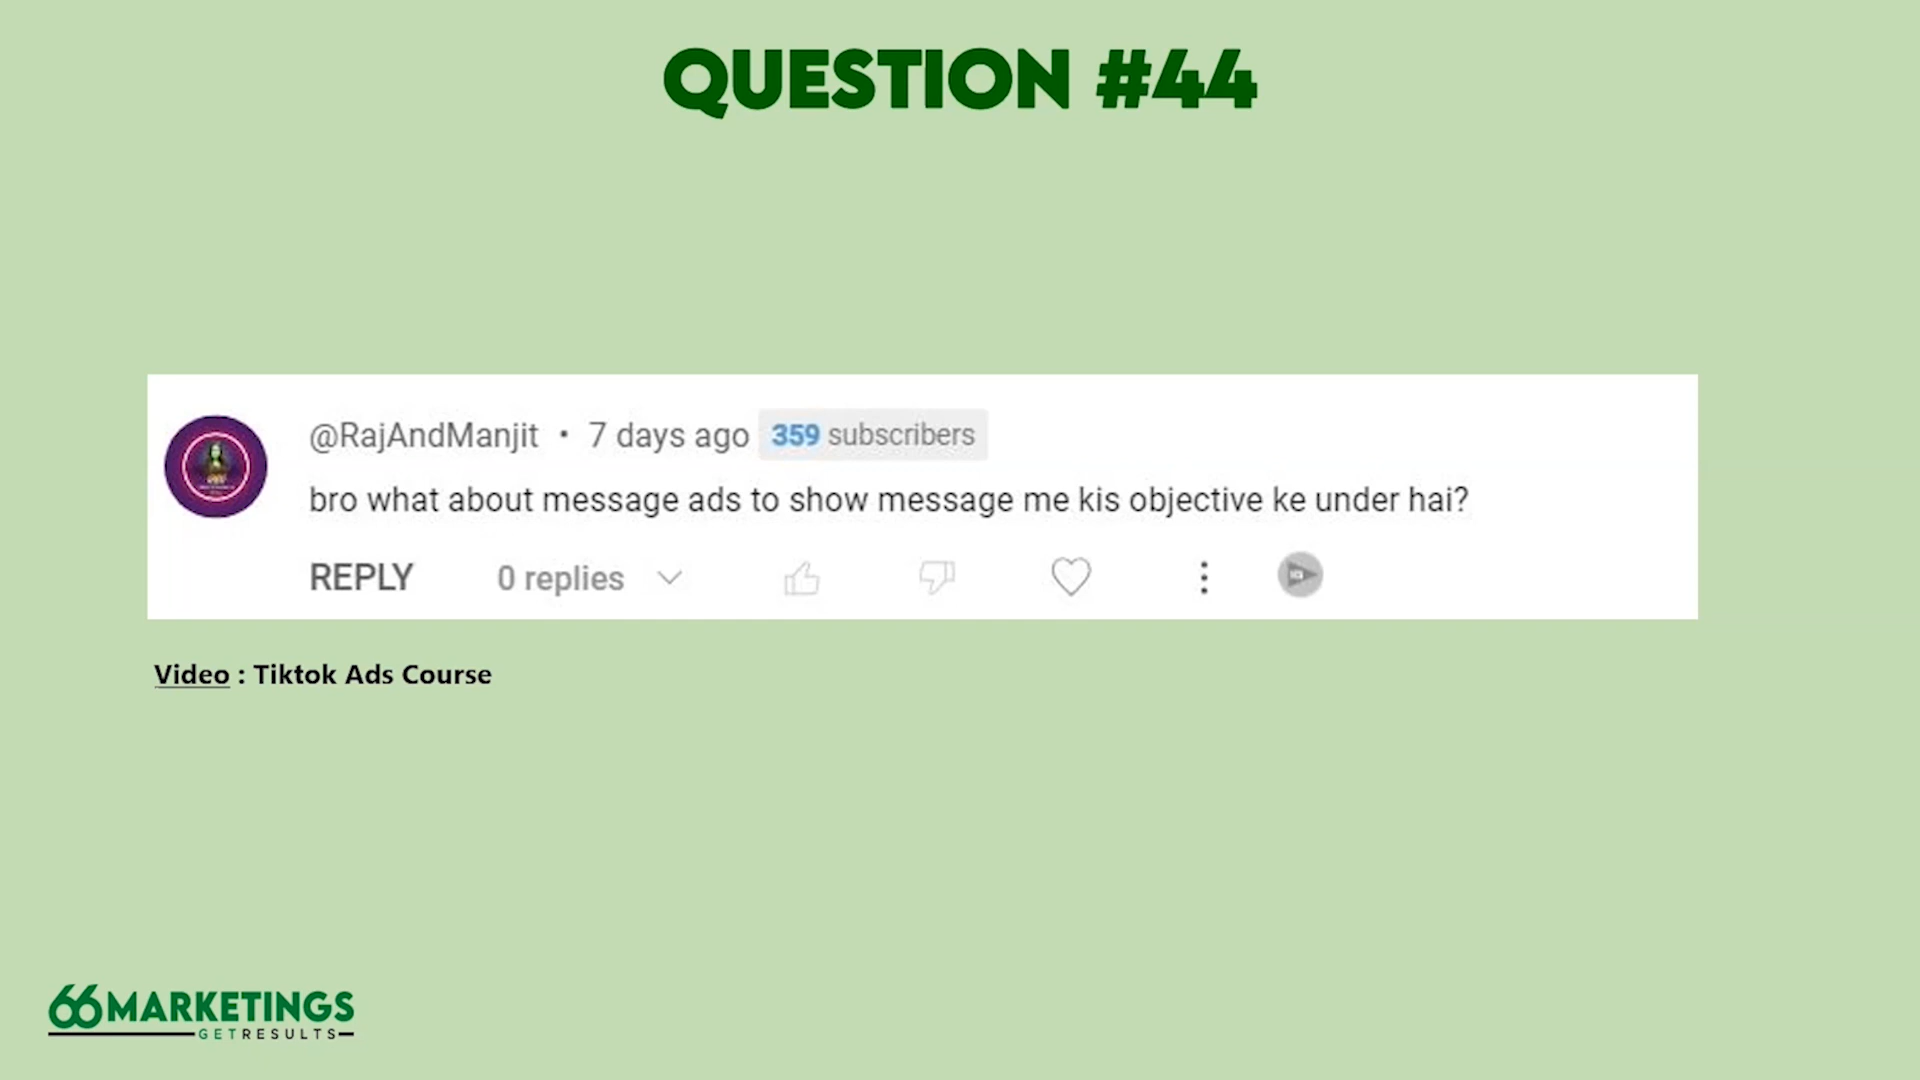 QUESTION #44
@RajAndManjit • 7 days ago 359 subscribers
bro what about message ads to show message me kis objective ke under hai?
REPLY 0 replies
Video : Tiktok Ads Course
66MARKETINGS
GETRESULTS